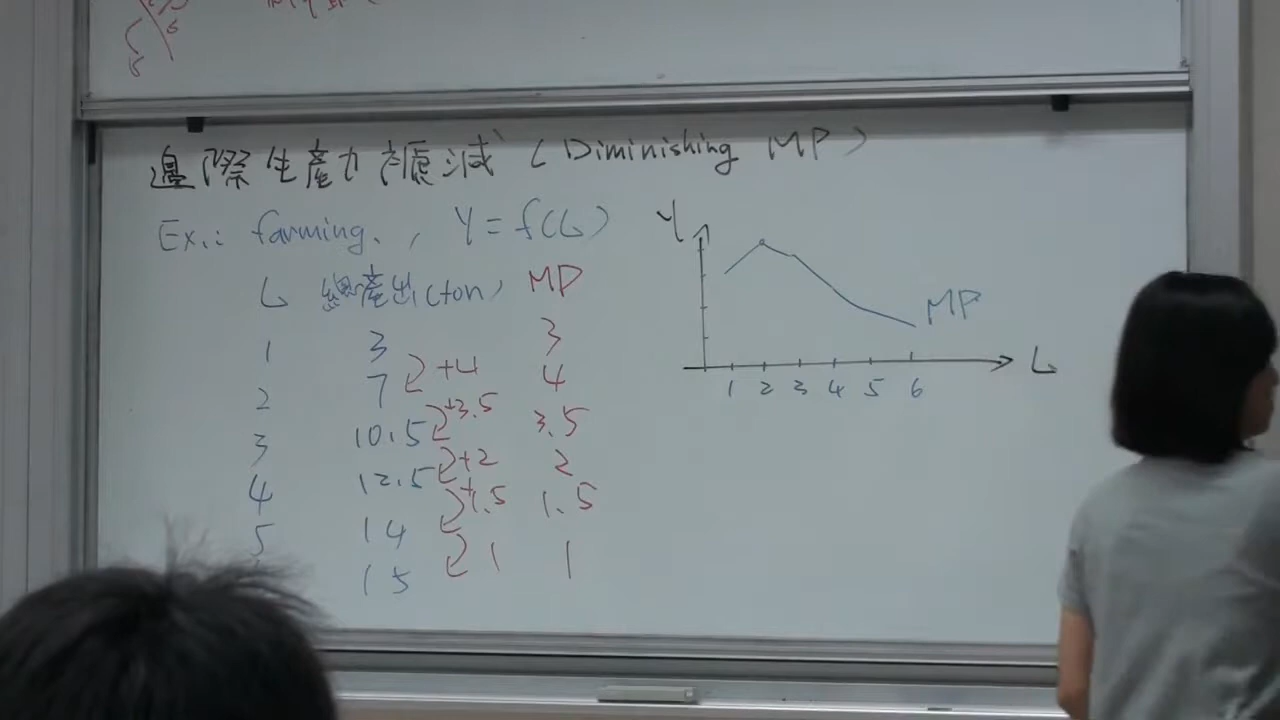 邊際生產力遞減 (Diminishing MP)
Ex.: farming, , Y = f(L)
L 總產出(ton) MP
1 3 3
+4
2 7 4
+3.5
3 10.5 3.5
+2
4 12.5 2
+1.5
5 14 1.5
1
15 1
Y
MP
L
1 2 3 4 5 6